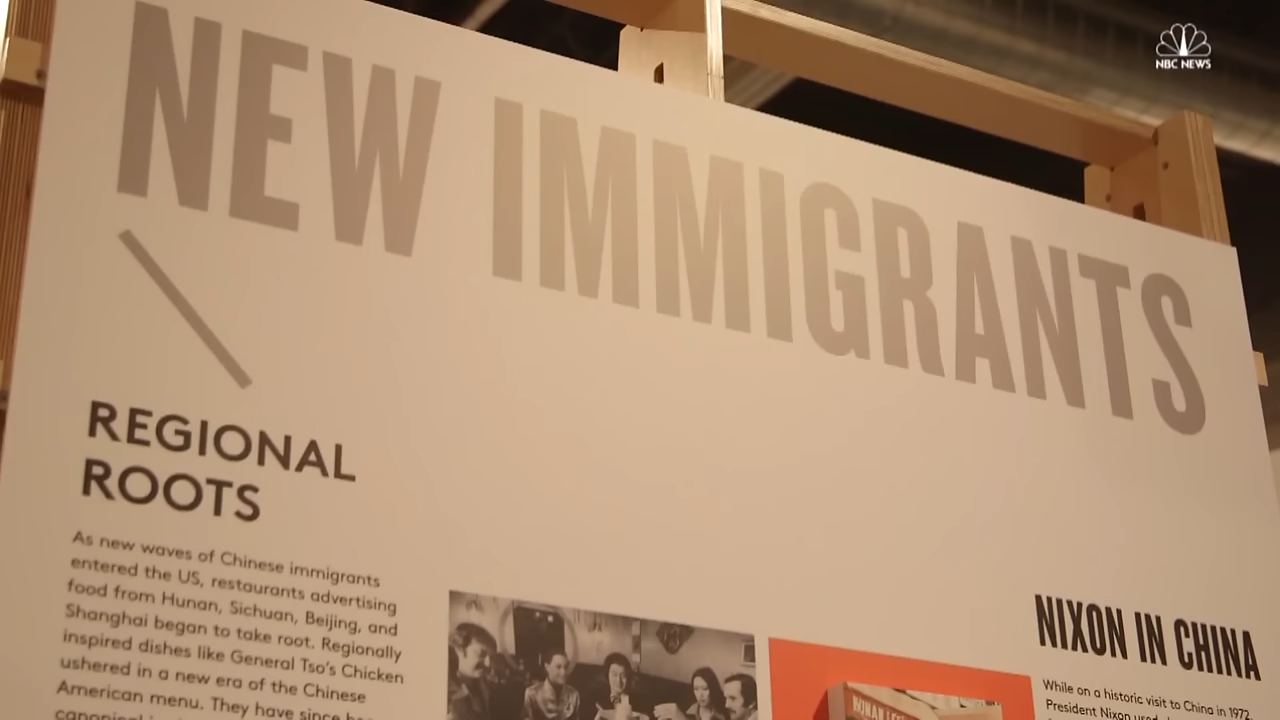 NBC NEWS
NEW IMMIGRANTS
REGIONAL
ROOTS
As new waves of Chinese immigrants
entered the US, restaurants advertising
food from Hunan, Sichuan, Beijing, and
Shanghai began to take root. Regionally
inspired dishes like General Tso's Chicken
ushered in a new era of the Chinese
American menu. They have since
NIXON IN CHINA
While on a historic visit to China in 1972,
President Nixon